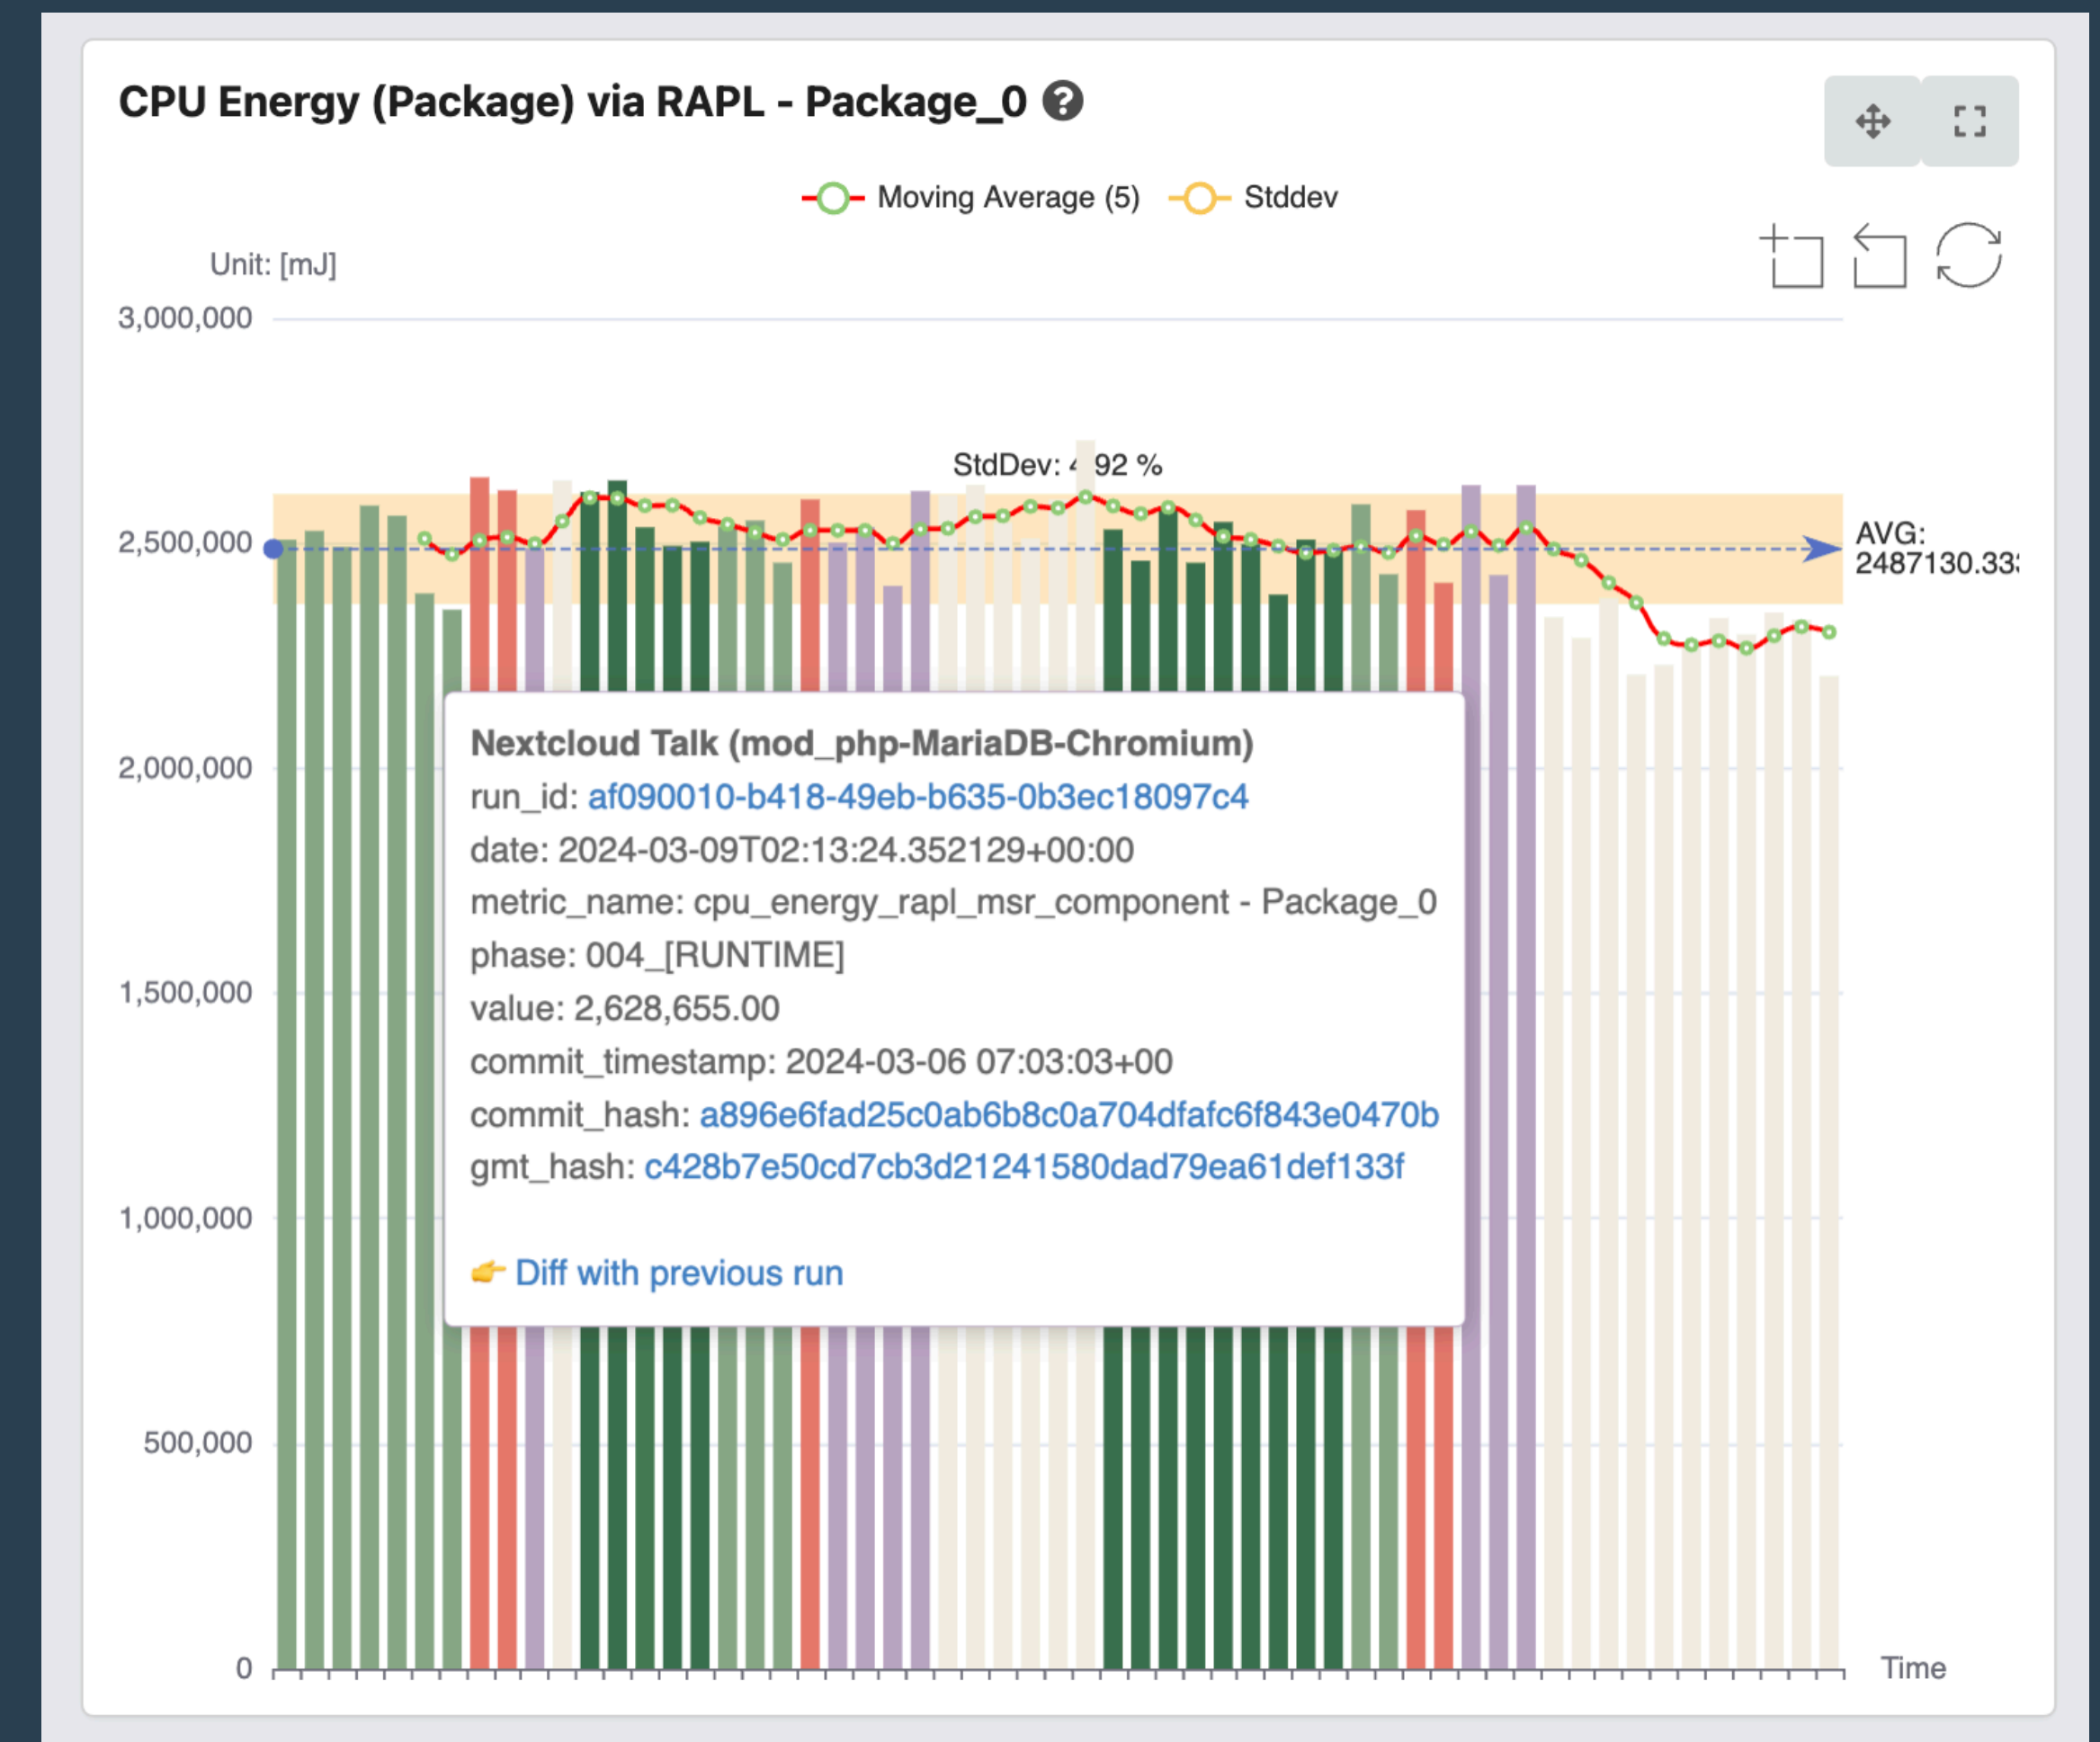 CPU Energy (Package) via RAPL - Package_0
Moving Average (5)
Stddev
Unit: [mJ]
3,000,000
StdDev: 4.92 %
2,500,000
AVG:
2487130.33
Nextcloud Talk (mod_php-MariaDB-Chromium)
run_id: af090010-b418-49eb-b635-0b3ec18097c4
date: 2024-03-09T02:13:24.352129+00:00
2,000,000
metric_name: cpu_energy_rapl_msr_component - Package_0
phase: 004_[RUNTIME]
1,500,000
value: 2,628,655.00
commit_timestamp: 2024-03-06 07:03:03+00
commit_hash: a896e6fad25c0ab6b8c0a704dfafc6f843e0470b
gmt_hash: c428b7e50cd7cb3d21241580dad79ea61def133f
1,000,000
👉 Diff with previous run
500,000
0
Time